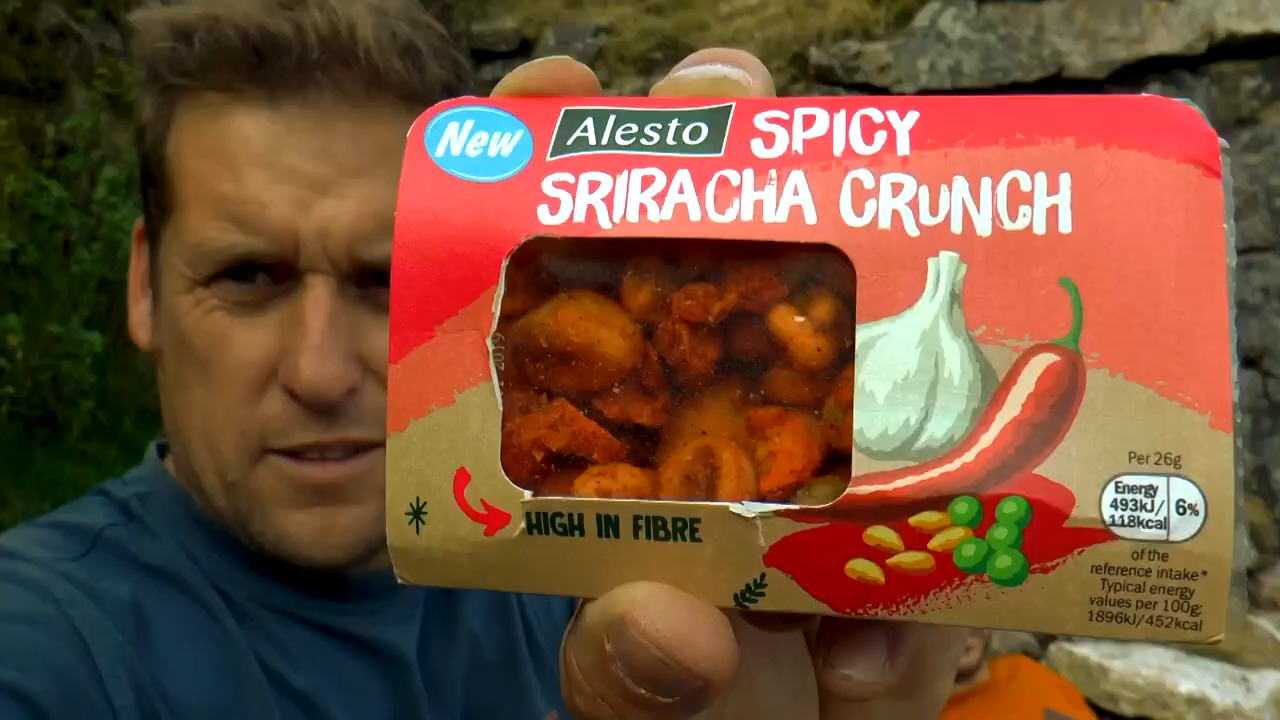 New
Alesto SPICY
SRIRACHA CRUNCH
2019
HIGH IN FIBRE
Per 26g
Energy
493kJ/
118kcal
6%
of the
reference intake*
Typical energy
values per 100g:
1896kJ/452kcal